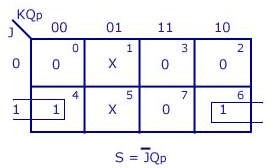 KQp
J 00 01 11 10
0 1 3 2
0 0 X 0 0
4 5 7 6
1 1 X 0 1
S = J̅Qp